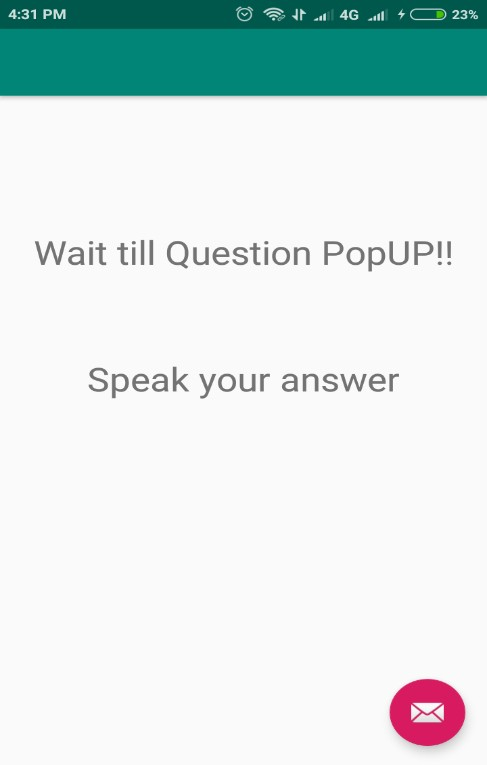 4:31 PM 4G 23%
Wait till Question PopUP!!
Speak your answer